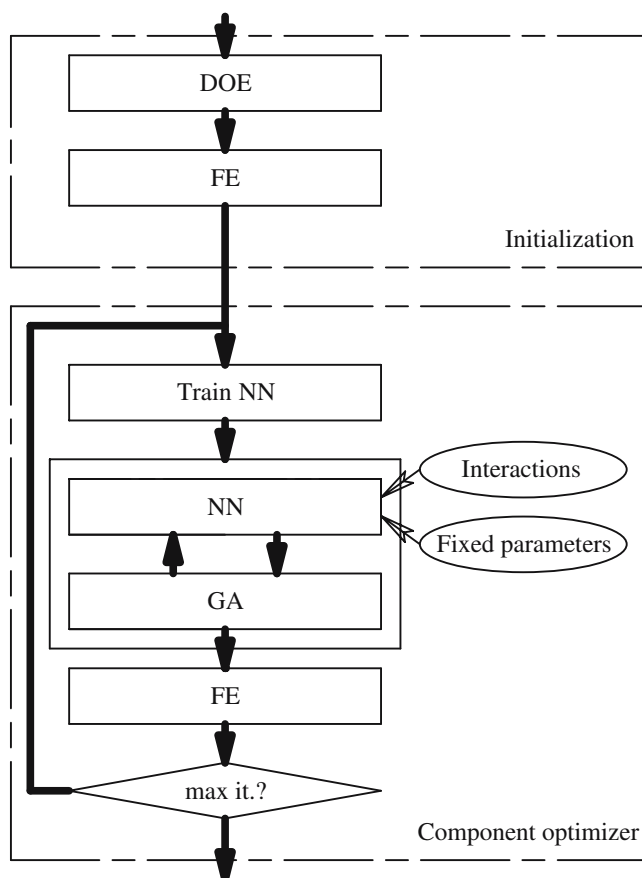 DOE
FE
Initialization
Train NN
Interactions
NN
Fixed parameters
GA
FE
max it.?
Component optimizer